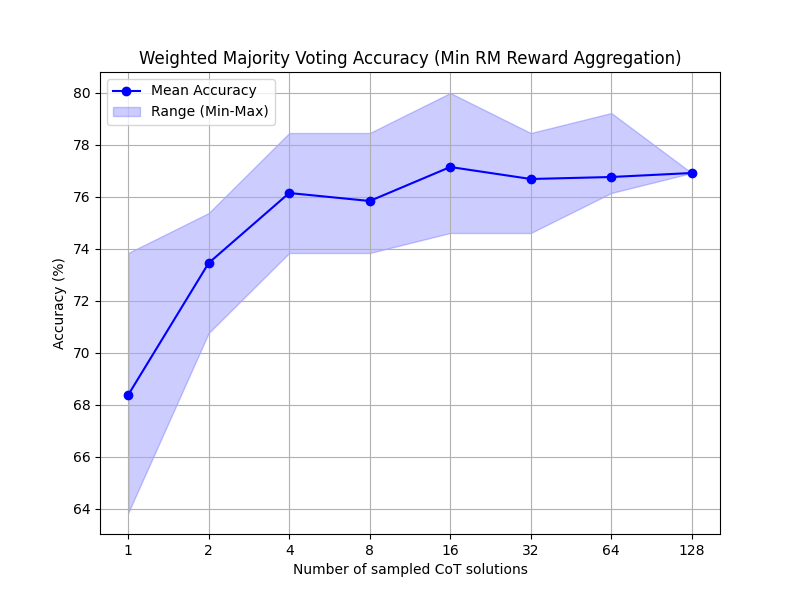 Weighted Majority Voting Accuracy (Min RM Reward Aggregation)
Mean Accuracy
Range (Min-Max)
Accuracy (%)
80
78
76
74
72
70
68
66
64
1 2 4 8 16 32 64 128
Number of sampled CoT solutions